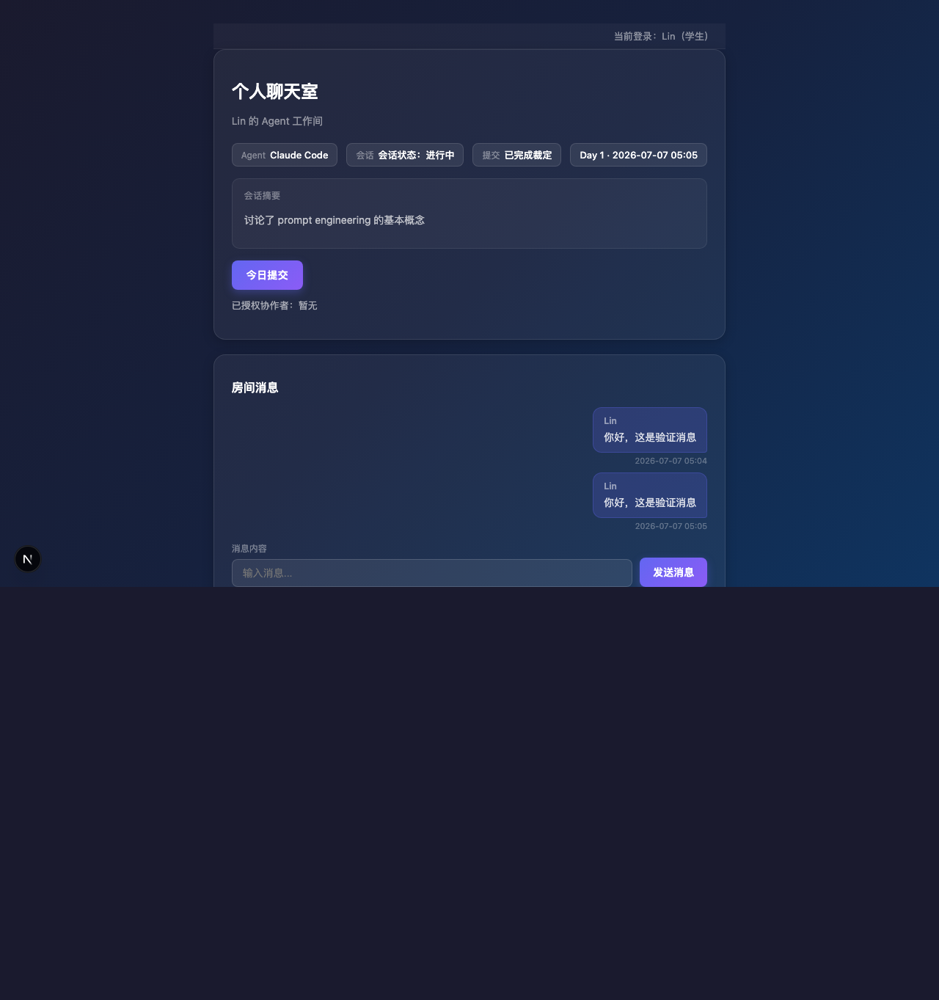 当前登录：Lin（学生）
个人聊天室
Lin 的 Agent 工作间
Agent Claude Code
会话 会话状态：进行中
提交 已完成裁定
Day 1 · 2026-07-07 05:05
会话摘要
讨论了 prompt engineering 的基本概念
今日提交
已授权协作者：暂无
房间消息
Lin
你好，这是验证消息
2026-07-07 05:04
Lin
你好，这是验证消息
2026-07-07 05:05
消息内容
输入消息...
发送消息
N